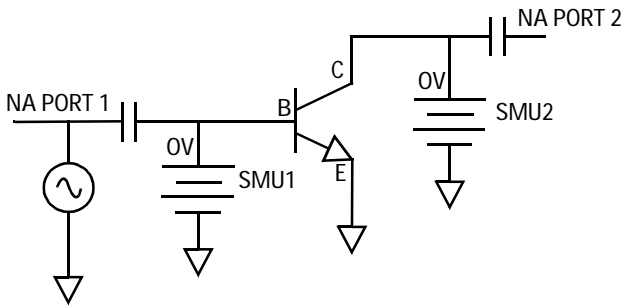 NA PORT 2
C
0V
NA PORT 1
B
SMU2
0V
E
SMU1